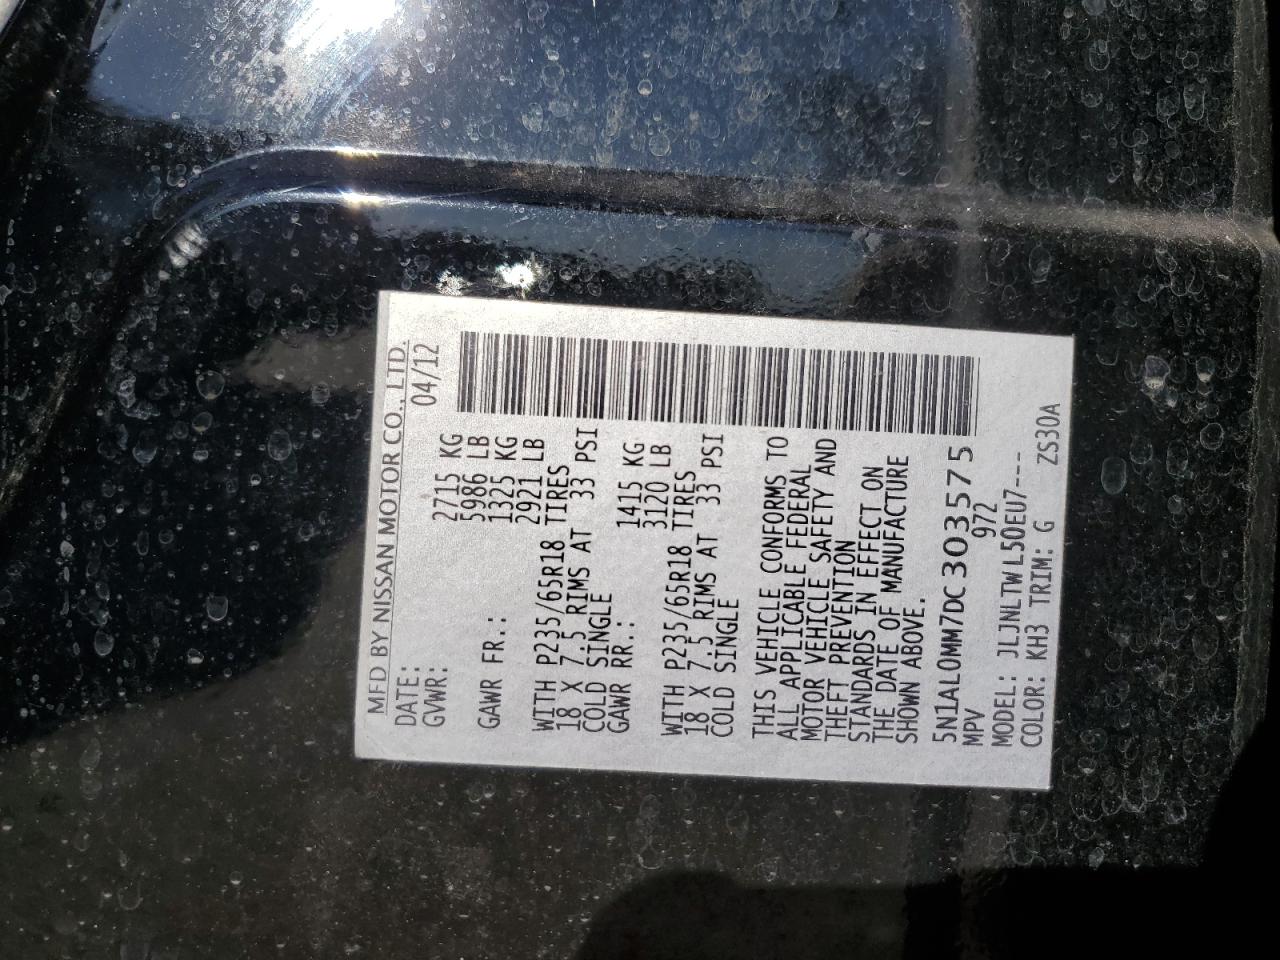 MFD BY NISSAN MOTOR CO., LTD.
DATE: 04/12
GVWR: 2715 KG
5986 LB
GAWR FR.: 1325 KG
2921 LB
WITH P235/65R18 TIRES
18 X 7.5 RIMS AT 33 PSI
COLD SINGLE
GAWR RR.: 1415 KG
3120 LB
WITH P235/65R18 TIRES
18 X 7.5 RIMS AT 33 PSI
COLD SINGLE
THIS VEHICLE CONFORMS TO
ALL APPLICABLE FEDERAL
MOTOR VEHICLE SAFETY AND
THEFT PREVENTION
STANDARDS IN EFFECT ON
THE DATE OF MANUFACTURE
SHOWN ABOVE.
5N1AL0MM7DC303575
MPV 972
MODEL: JLJNLTWL50EU7---
COLOR: KH3 TRIM: G ZS30A